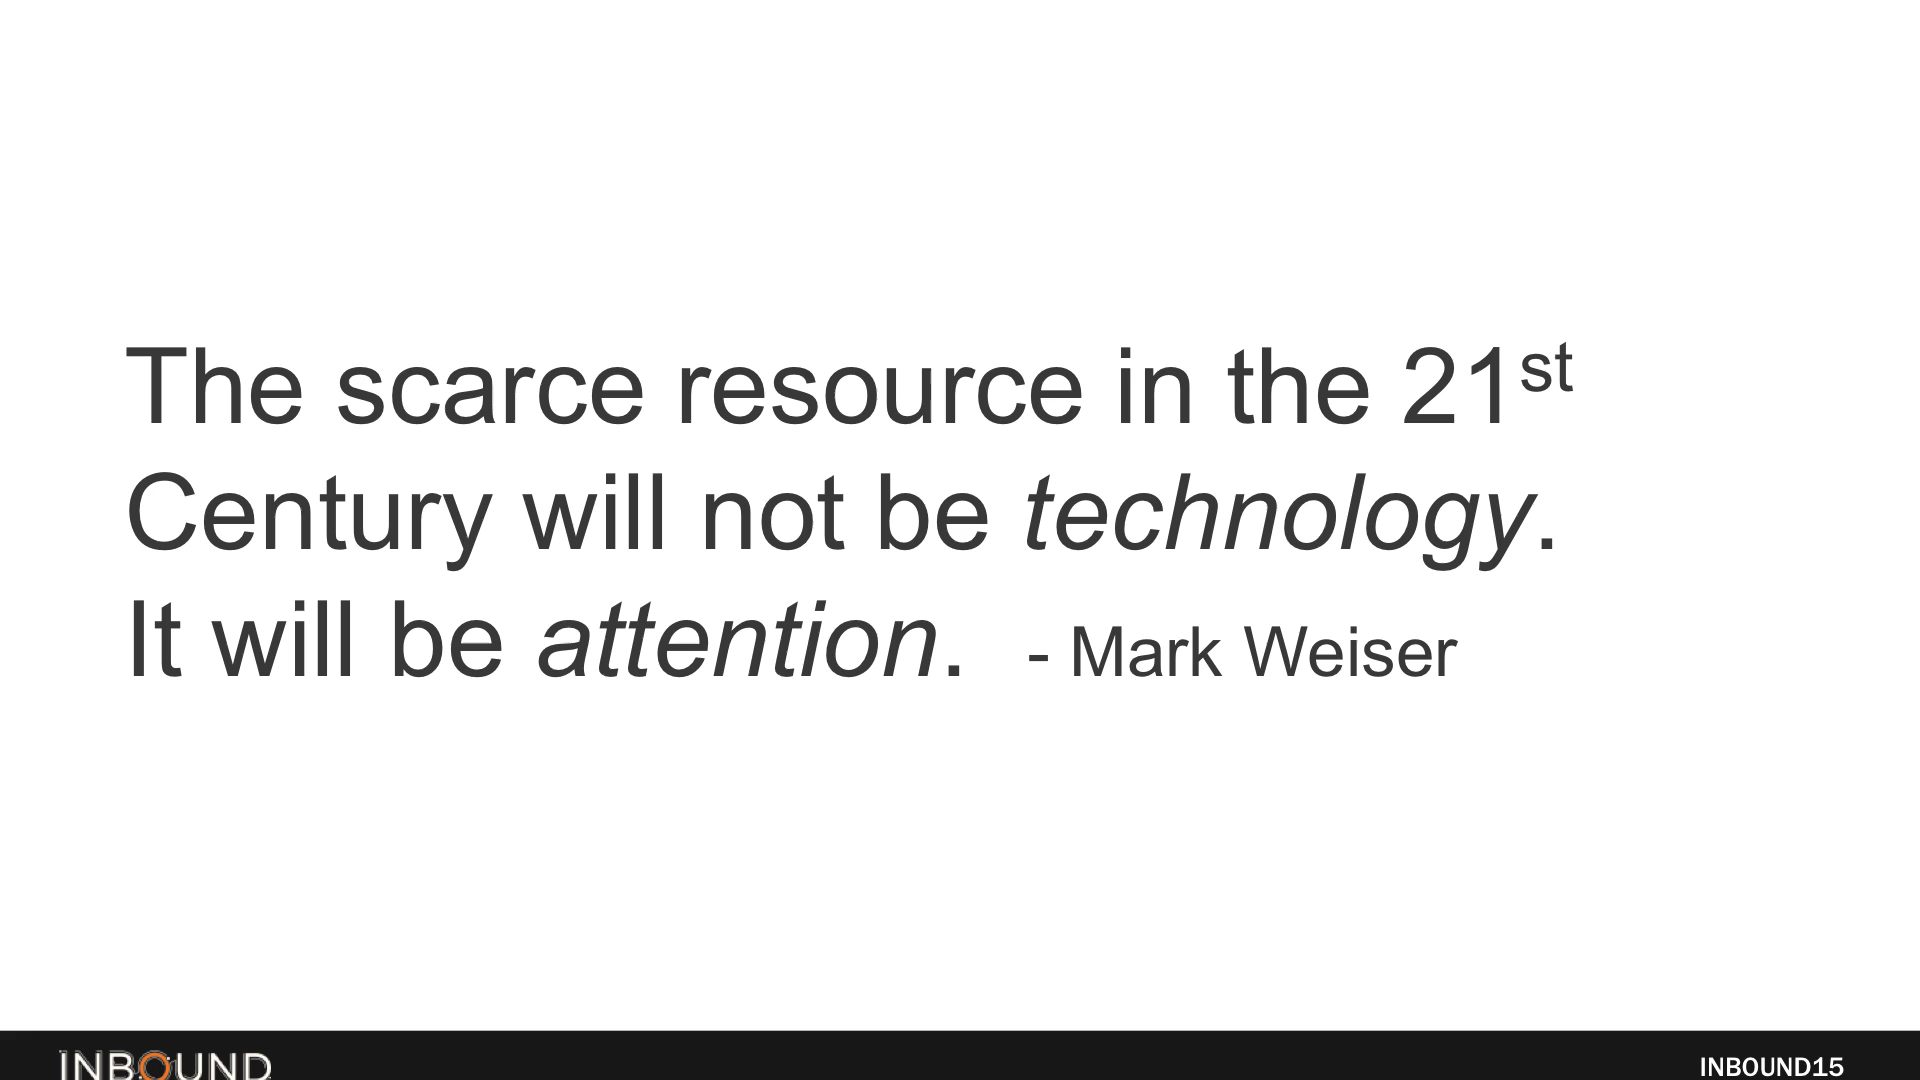 The scarce resource in the 21st
Century will not be technology.
It will be attention. - Mark Weiser
INBOUND
INBOUND15